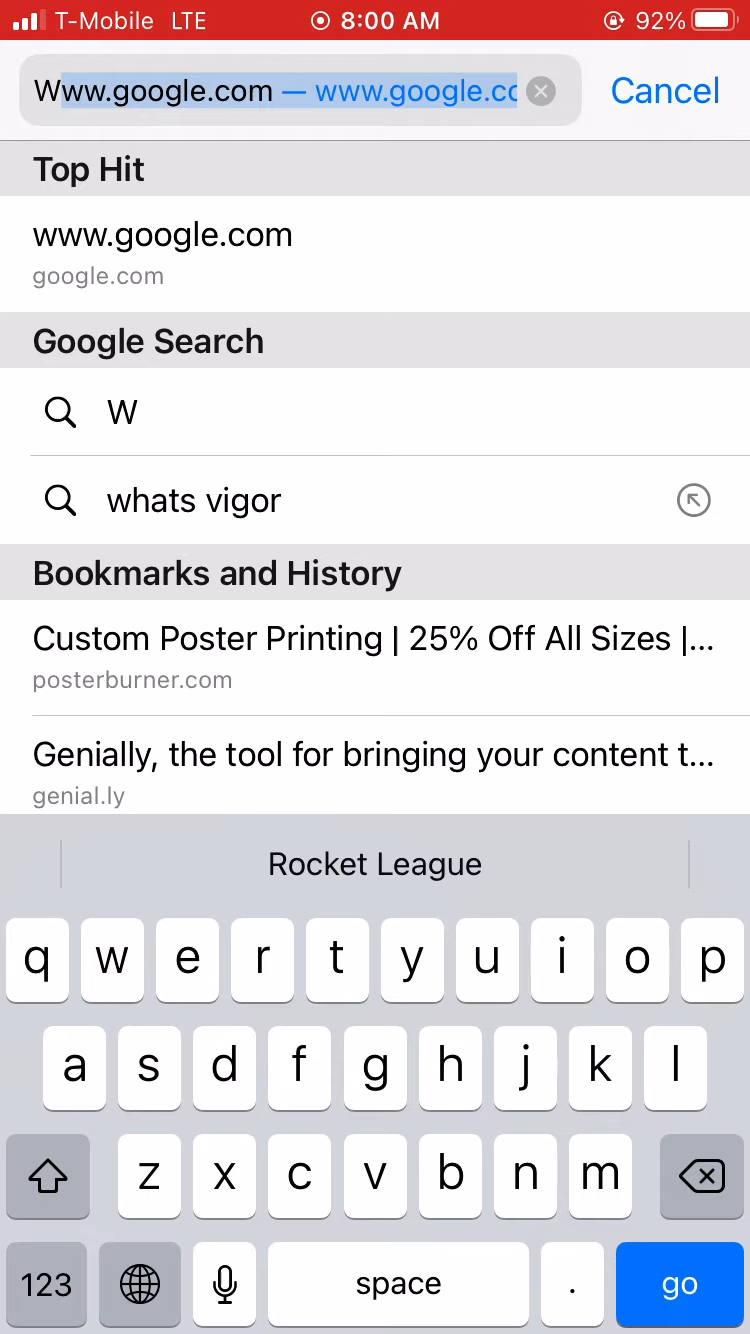 T-Mobile LTE 8:00 AM 92%
Www.google.com — www.google.co Cancel
Top Hit
www.google.com
google.com
Google Search
W
whats vigor
Bookmarks and History
Custom Poster Printing | 25% Off All Sizes |...
posterburner.com
Genially, the tool for bringing your content t...
genial.ly
Rocket League
q w e r t y u i o p
a s d f g h j k l
z x c v b n m
123 space . go